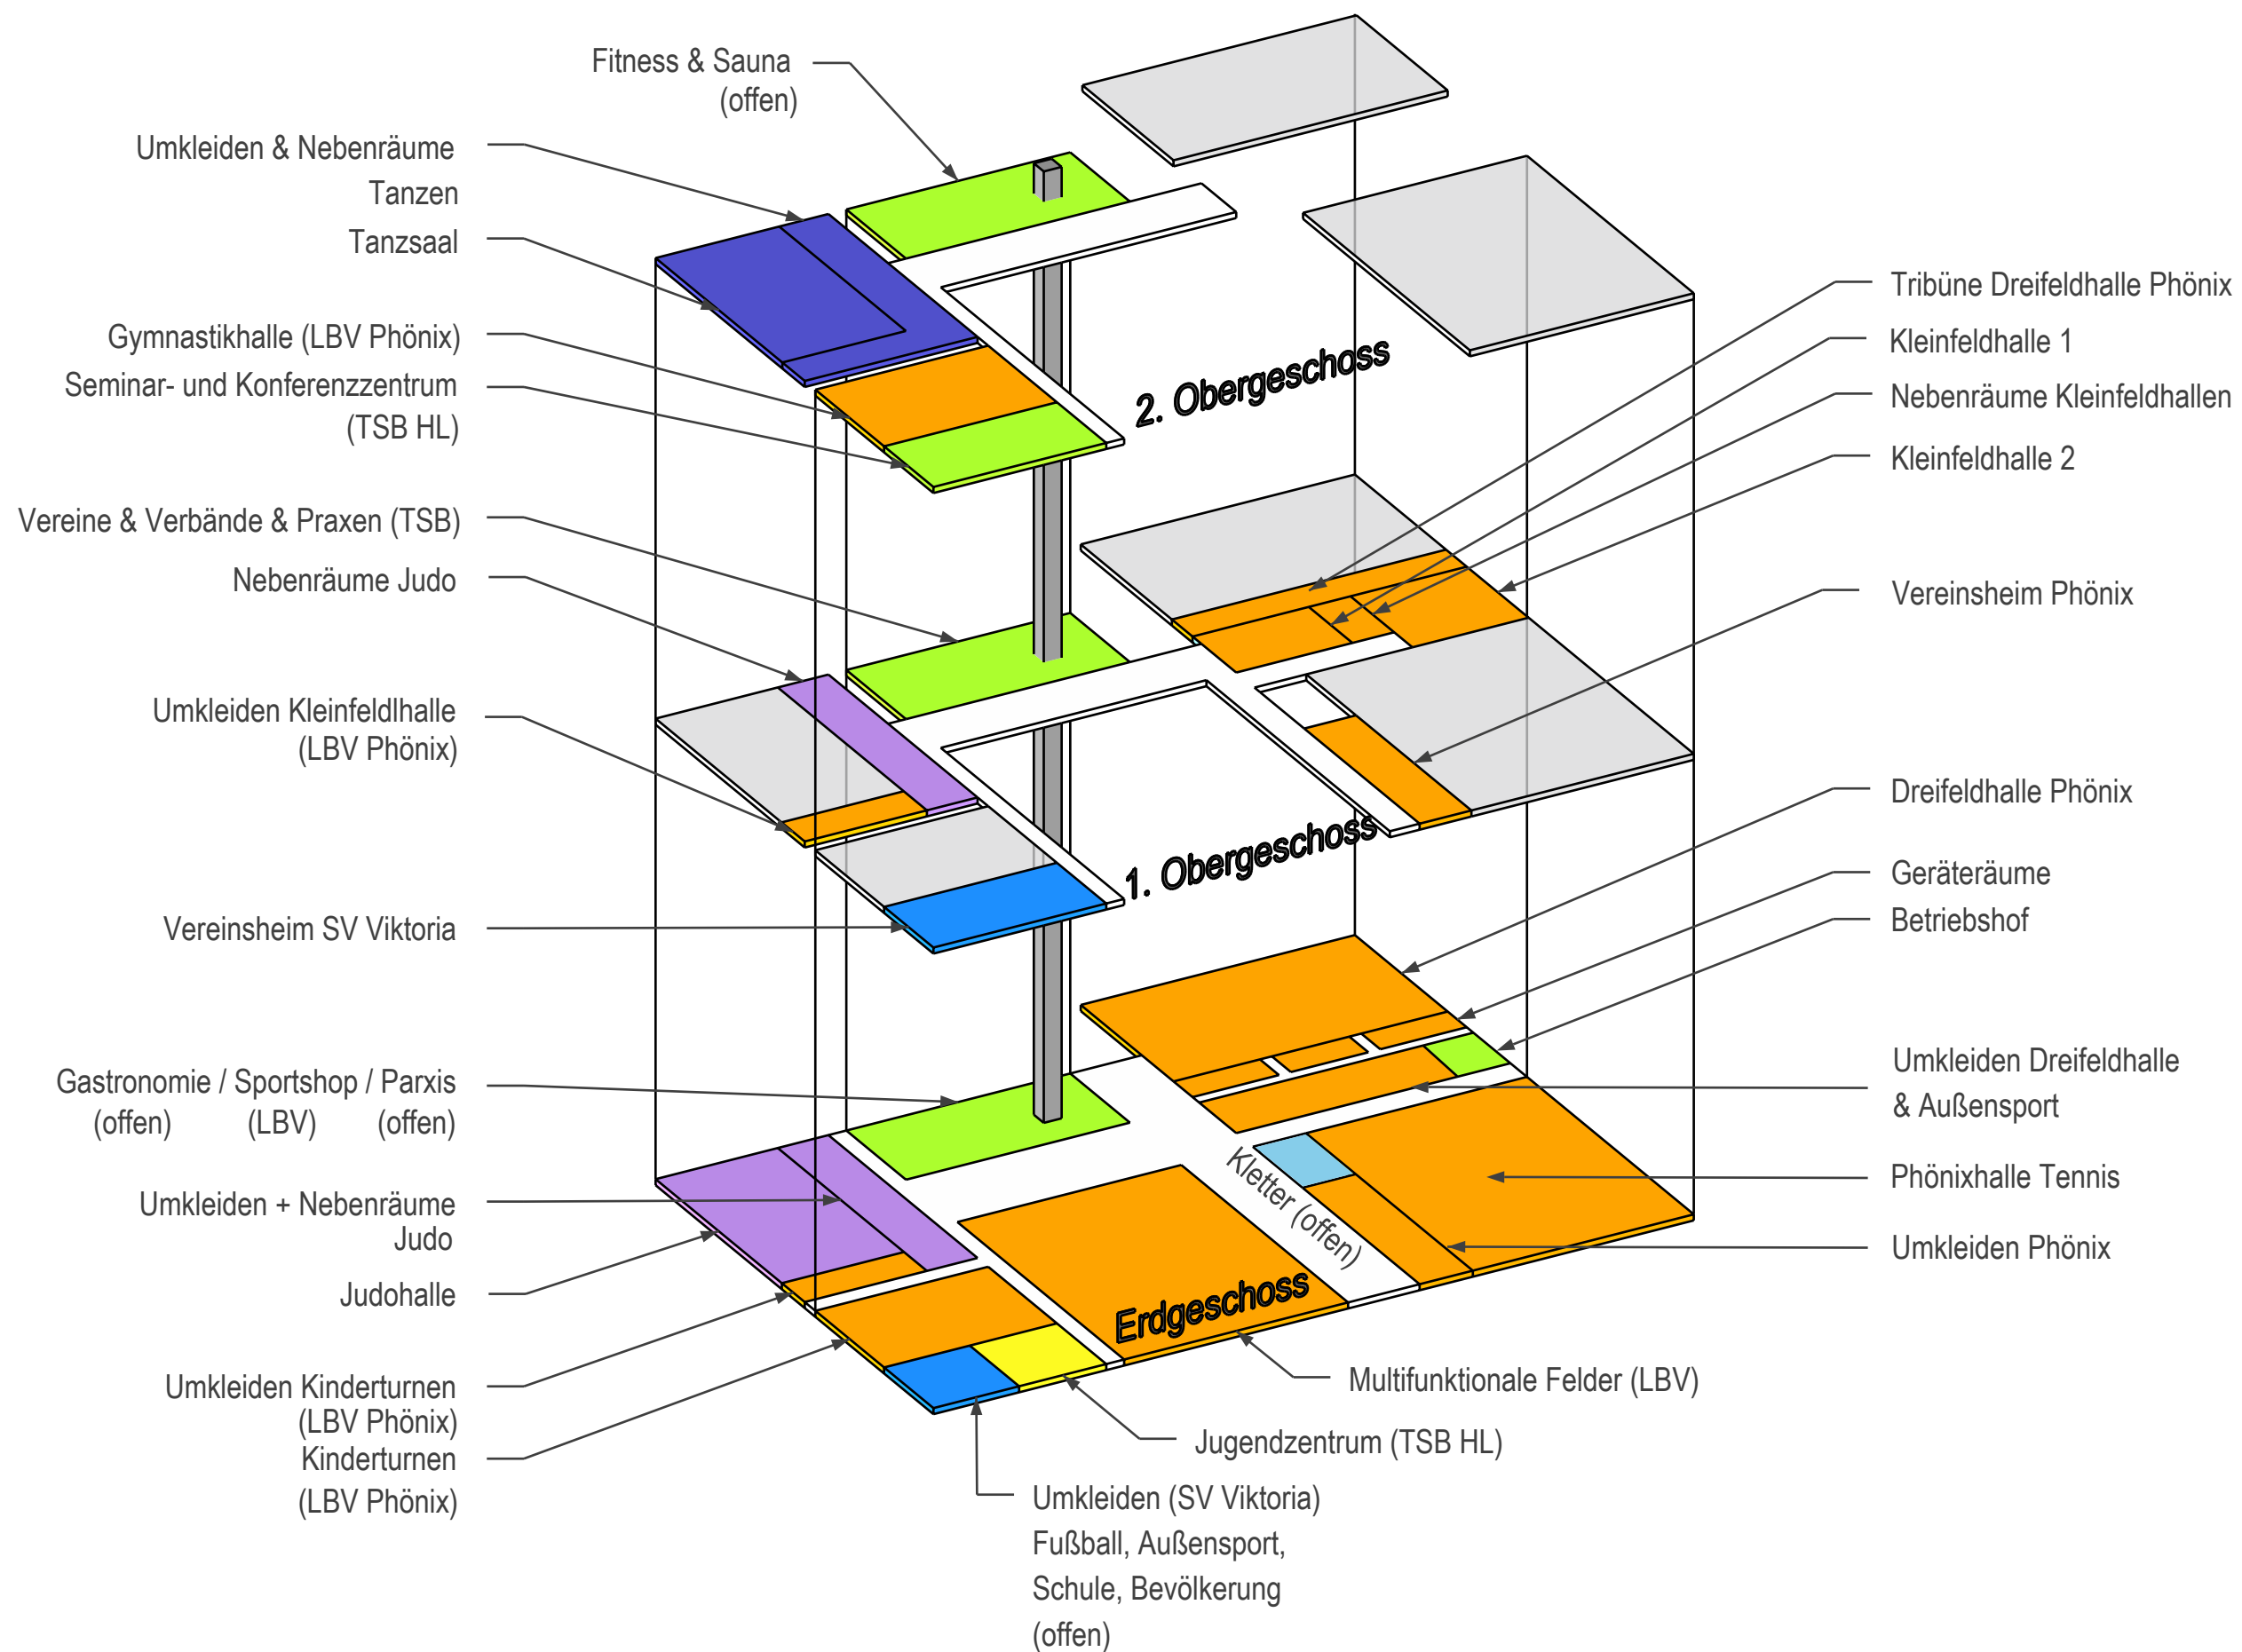 Fitness & Sauna
(offen)
Umkleiden & Nebenräume
Tanzen
Tanzsaal
Gymnastikhalle (LBV Phönix)
Seminar- und Konferenzzentrum
(TSB HL)
Vereine & Verbände & Praxen (TSB)
Nebenräume Judo
Umkleiden Kleinfeldlhalle
(LBV Phönix)
Vereinsheim SV Viktoria
Gastronomie / Sportshop / Parxis
(offen) (LBV) (offen)
Umkleiden + Nebenräume
Judo
Judohalle
Umkleiden Kinderturnen
(LBV Phönix)
Kinderturnen
(LBV Phönix)
2. Obergeschoss
1. Obergeschoss
Erdgeschoss
Kletter (offen)
Tribüne Dreifeldhalle Phönix
Kleinfeldhalle 1
Nebenräume Kleinfeldhallen
Kleinfeldhalle 2
Vereinsheim Phönix
Dreifeldhalle Phönix
Geräteräume
Betriebshof
Umkleiden Dreifeldhalle
& Außensport
Phönixhalle Tennis
Umkleiden Phönix
Multifunktionale Felder (LBV)
Jugendzentrum (TSB HL)
Umkleiden (SV Viktoria)
Fußball, Außensport,
Schule, Bevölkerung
(offen)